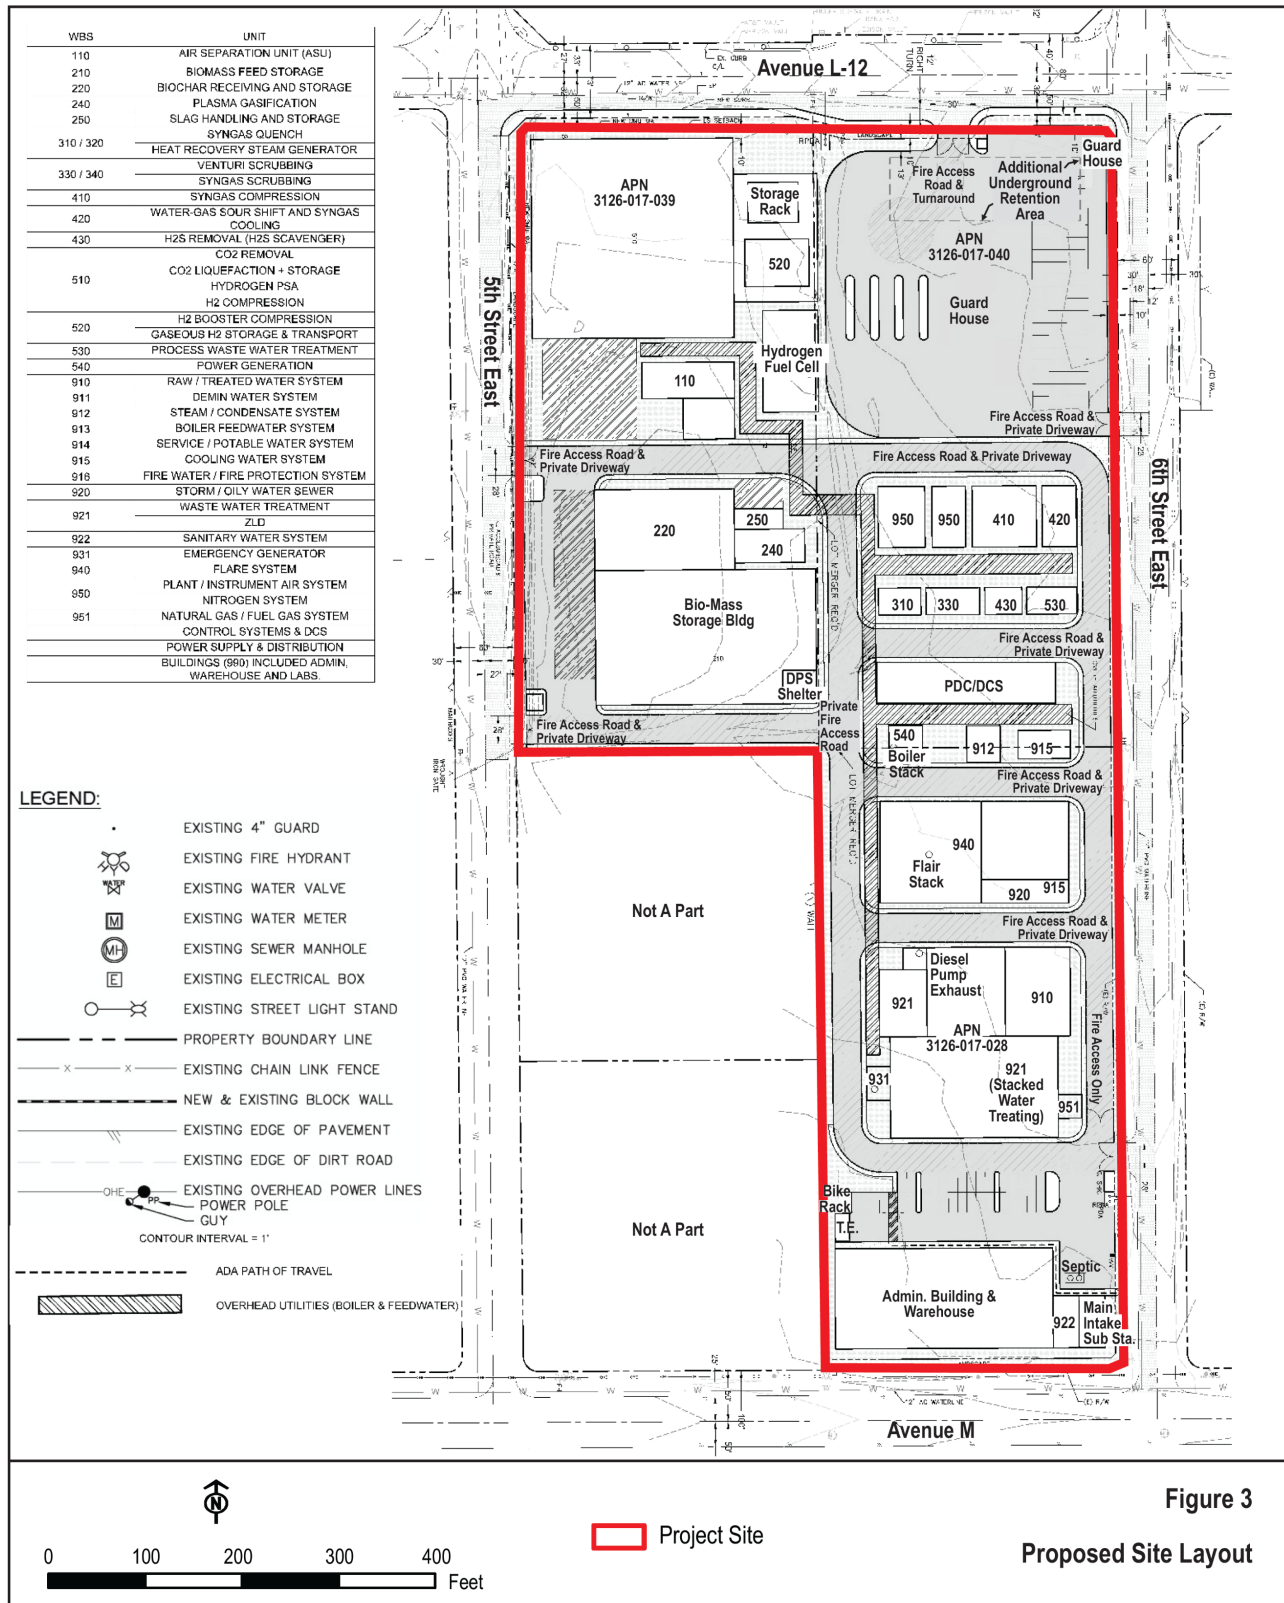 WBS UNIT
110 AIR SEPARATION UNIT (ASU)
210 BIOMASS FEED STORAGE
220 BIOCHAR RECEIVING AND STORAGE
240 PLASMA GASIFICATION
250 SLAG HANDLING AND STORAGE
310 / 320 SYNGAS QUENCH
HEAT RECOVERY STEAM GENERATOR
330 / 340 VENTURI SCRUBBING
SYNGAS SCRUBBING
410 SYNGAS COMPRESSION
420 WATER-GAS SOUR SHIFT AND SYNGAS
COOLING
430 H2S REMOVAL (H2S SCAVENGER)
510 CO2 REMOVAL
CO2 LIQUEFACTION + STORAGE
HYDROGEN PSA
H2 COMPRESSION
520 H2 BOOSTER COMPRESSION
GASEOUS H2 STORAGE & TRANSPORT
530 PROCESS WASTE WATER TREATMENT
540 POWER GENERATION
910 RAW / TREATED WATER SYSTEM
911 DEMIN WATER SYSTEM
912 STEAM / CONDENSATE SYSTEM
913 BOILER FEEDWATER SYSTEM
914 SERVICE / POTABLE WATER SYSTEM
915 COOLING WATER SYSTEM
916 FIRE WATER / FIRE PROTECTION SYSTEM
920 STORM / OILY WATER SEWER
921 WASTE WATER TREATMENT
ZLD
922 SANITARY WATER SYSTEM
931 EMERGENCY GENERATOR
940 FLARE SYSTEM
950 PLANT / INSTRUMENT AIR SYSTEM
NITROGEN SYSTEM
951 NATURAL GAS / FUEL GAS SYSTEM
CONTROL SYSTEMS & DCS
POWER SUPPLY & DISTRIBUTION
BUILDINGS (990) INCLUDED ADMIN,
WAREHOUSE AND LABS.
LEGEND:
EXISTING 4" GUARD
EXISTING FIRE HYDRANT
WATER
EXISTING WATER VALVE
M
EXISTING WATER METER
MH
EXISTING SEWER MANHOLE
E
EXISTING ELECTRICAL BOX
EXISTING STREET LIGHT STAND
PROPERTY BOUNDARY LINE
X X
EXISTING CHAIN LINK FENCE
NEW & EXISTING BLOCK WALL
EXISTING EDGE OF PAVEMENT
EXISTING EDGE OF DIRT ROAD
OHE
PP
EXISTING OVERHEAD POWER LINES
POWER POLE
GUY
CONTOUR INTERVAL = 1'
ADA PATH OF TRAVEL
OVERHEAD UTILITIES (BOILER & FEEDWATER)
Avenue L-12
12'
RIGHT
TURN
LANDSCAPE
5th Street East
6th Street East
APN
3126-017-039
Storage
Rack
520
Hydrogen
Fuel Cell
110
Guard
House
Fire Access
Road &
Turnaround
Additional
Underground
Retention
Area
APN
3126-017-040
Guard
House
Fire Access Road &
Private Driveway
Fire Access Road &
Private Driveway
Fire Access Road & Private Driveway
220
250
240
Bio-Mass
Storage Bldg
210
DPS
Shelter
950
950
410
420
310
330
430
530
LOT MERGER REQ'D
Fire Access Road &
Private Driveway
Fire Access Road &
Private Driveway
Private
Fire
Access
Road
PDC/DCS
540
912
915
Boiler
Stack
Fire Access Road &
Private Driveway
LOT MERGER REQ'D
940
Flair
Stack
920
915
Fire Access Road &
Private Driveway
Not A Part
Diesel
Pump
Exhaust
921
910
APN
3126-017-028
921
(Stacked
Water
Treating)
931
951
Fire Access Only
Bike
Rack
T.E.
Not A Part
Septic
Admin. Building &
Warehouse
922
Main
Intake
Sub Sta.
12" AC WATERLINE
(E) R/W
Avenue M
N
0 100 200 300 400
Feet
Project Site
Figure 3
Proposed Site Layout